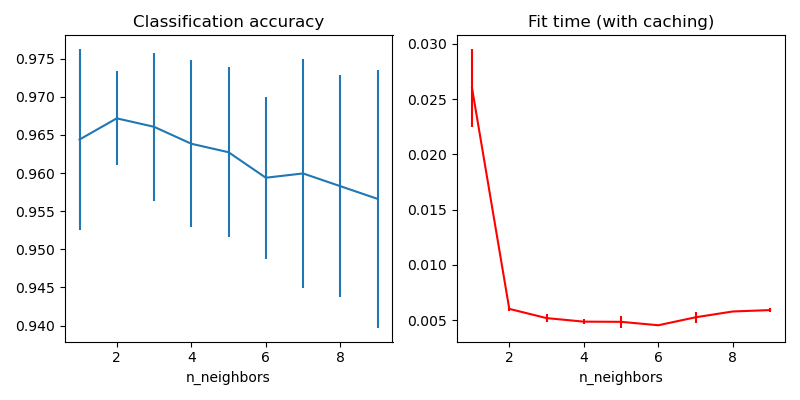 Classification accuracy
0.975
0.970
0.965
0.960
0.955
0.950
0.945
0.940
2 4 6 8
n_neighbors
Fit time (with caching)
0.030
0.025
0.020
0.015
0.010
0.005
2 4 6 8
n_neighbors